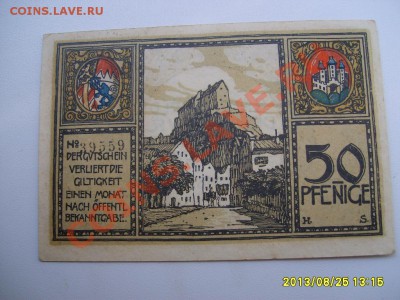 COINS.LAVE.RU
No 39559
DER GVTSCHEIN
VERLIERT DIE
GILTIGKEIT
EINEN MONAT
NACH ÖFFENTL.
BEKANNTGABE.
50
PFENIGE
H. S.
COINS.LAVE.RU
2013/08/25 13:15